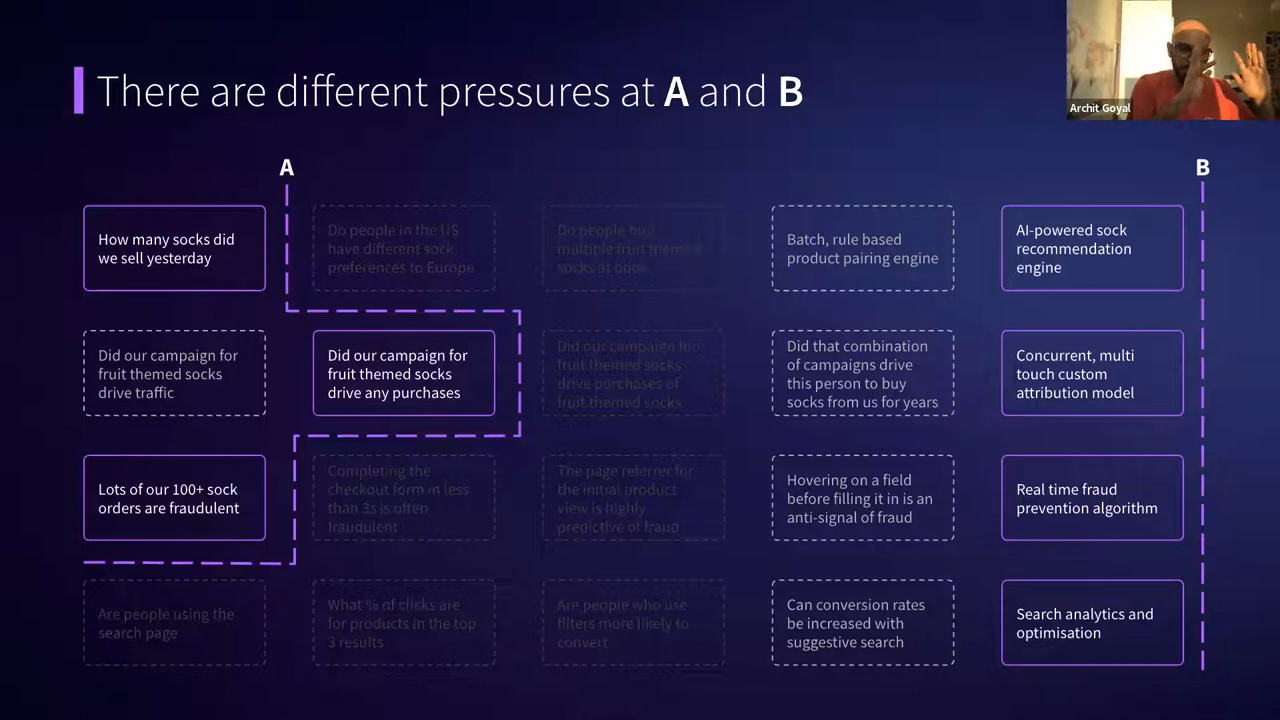 There are different pressures at A and B
Archit Goyal
A
B
How many socks did
we sell yesterday
Do people in the US
have different sock
preferences to Europe
Do people buy
multiple fruit themed
socks at once
Batch, rule based
product pairing engine
AI-powered sock
recommendation
engine
Did our campaign for
fruit themed socks
drive traffic
Did our campaign for
fruit themed socks
drive any purchases
Did our campaign for
fruit themed socks
drive purchases of
fruit themed socks
Did that combination
of campaigns drive
this person to buy
socks from us for years
Concurrent, multi
touch custom
attribution model
Lots of our 100+ sock
orders are fraudulent
Completing the
checkout form in less
than 3s is often
fraudulent
The page referrer for
the initial product
view is highly
predictive of fraud
Hovering on a field
before filling it in is an
anti-signal of fraud
Real time fraud
prevention algorithm
Are people using the
search page
What % of clicks are
for products in the top
3 results
Are people who use
filters more likely to
convert
Can conversion rates
be increased with
suggestive search
Search analytics and
optimisation